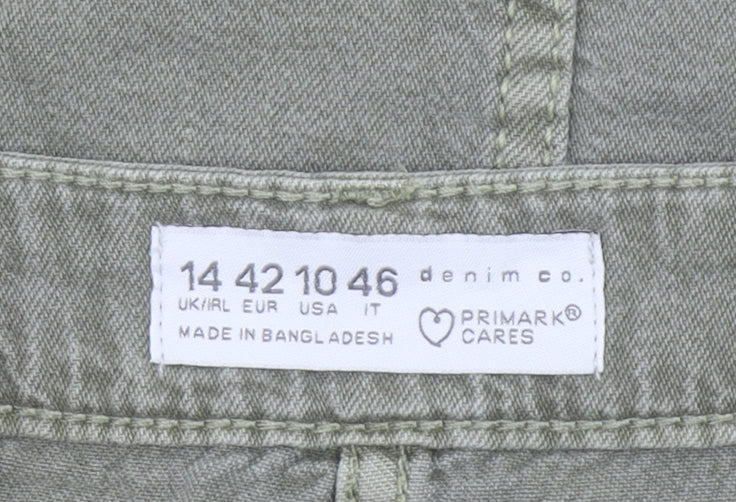 14 42 10 46
UK/IRL EUR USA IT
MADE IN BANGLADESH
denim co.
PRIMARK®
CARES